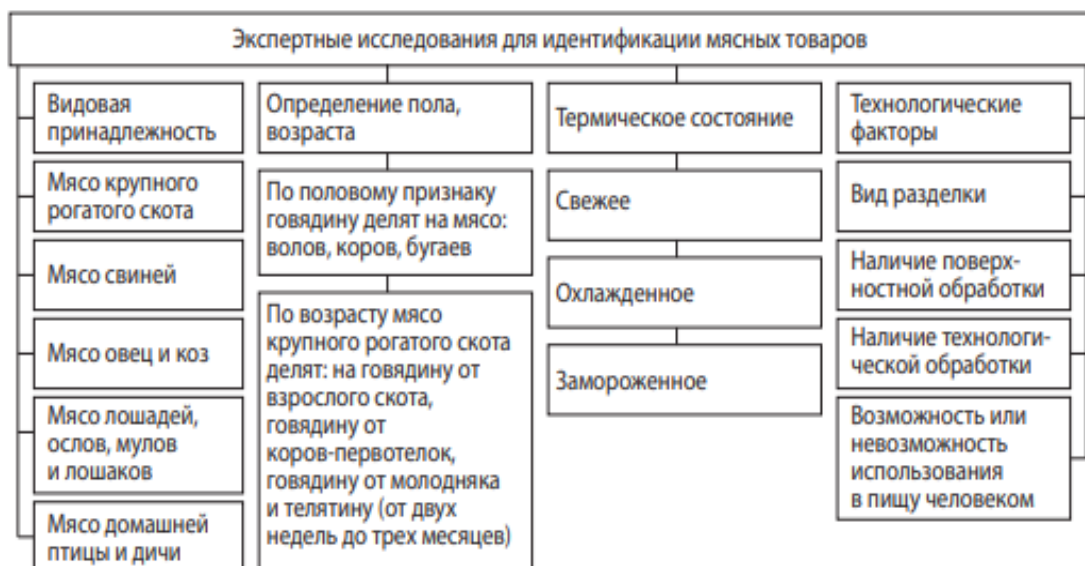 Экспертные исследования для идентификации мясных товаров
Видовая
принадлежность
Мясо крупного
рогатого скота
Мясо свиней
Мясо овец и коз
Мясо лошадей,
ослов, мулов
и лошаков
Мясо домашней
птицы и дичи
Определение пола,
возраста
По половому признаку
говядину делят на мясо:
волов, коров, бугаев
По возрасту мясо
крупного рогатого скота
делят: на говядину от
взрослого скота,
говядину от
коров-первотелок,
говядину от молодняка
и телятину (от двух
недель до трех месяцев)
Термическое состояние
Свежее
Охлажденное
Замороженное
Технологические
факторы
Вид разделки
Наличие поверх-
ностной обработки
Наличие технологи-
ческой обработки
Возможность или
невозможность
использования
в пищу человеком